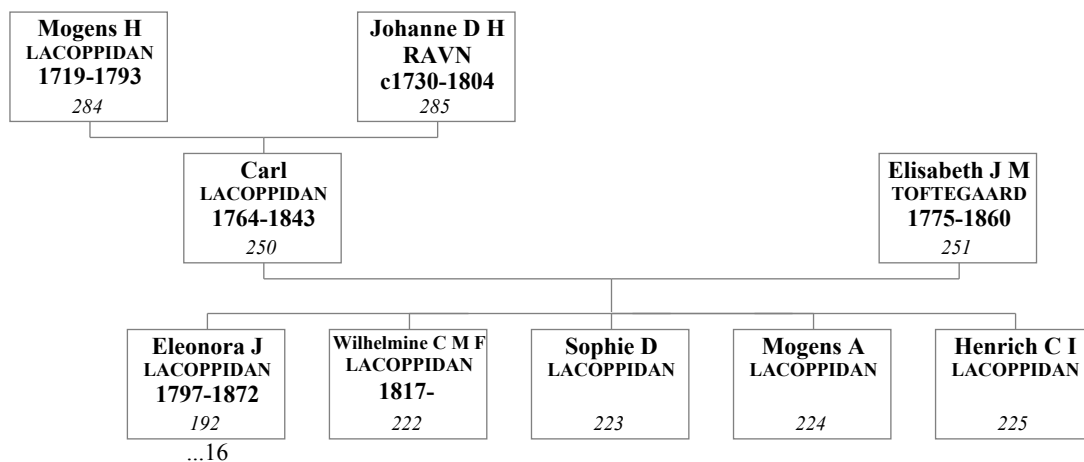 Mogens H
LACOPPIDAN
1719-1793
284
Johanne D H
RAVN
c1730-1804
285
Carl
LACOPPIDAN
1764-1843
250
Elisabeth J M
TOFTEGAARD
1775-1860
251
Eleonora J
LACOPPIDAN
1797-1872
192
...16
Wilhelmine C M F
LACOPPIDAN
1817-
222
Sophie D
LACOPPIDAN
223
Mogens A
LACOPPIDAN
224
Henrich C I
LACOPPIDAN
225